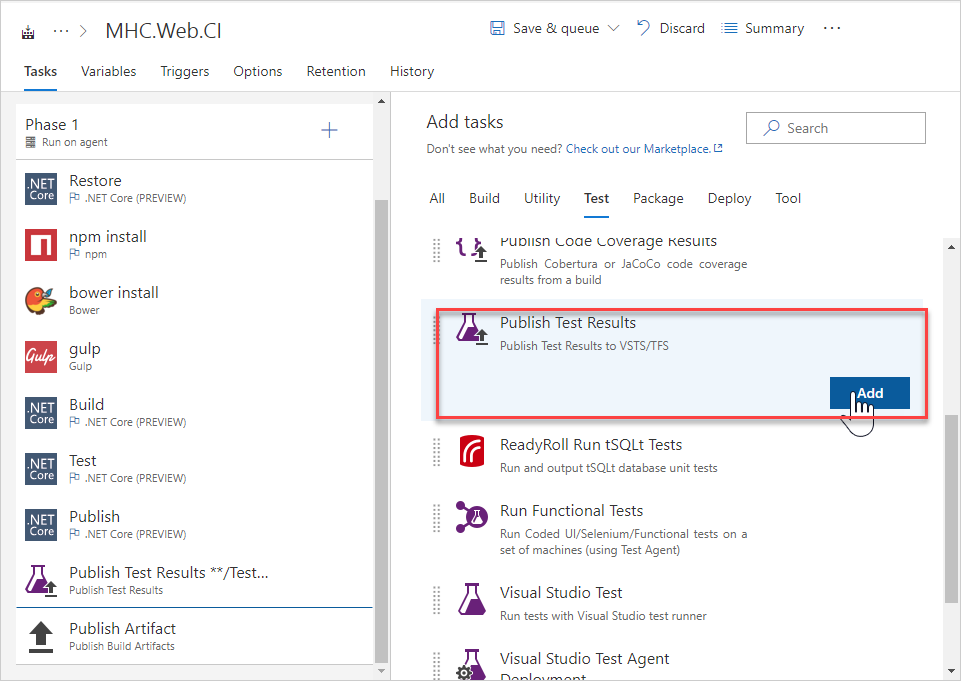 MHC.Web.CI
Save & queue
Discard
Summary
Tasks
Variables
Triggers
Options
Retention
History
Phase 1
Run on agent
.NET
Core
Restore
.NET Core (PREVIEW)
npm install
npm
bower install
Bower
Gulp
gulp
Gulp
.NET
Core
Build
.NET Core (PREVIEW)
.NET
Core
Test
.NET Core (PREVIEW)
.NET
Core
Publish
.NET Core (PREVIEW)
Publish Test Results **/Test...
Publish Test Results
Publish Artifact
Publish Build Artifacts
Add tasks
Don't see what you need? Check out our Marketplace.
Search
All
Build
Utility
Test
Package
Deploy
Tool
Publish Code Coverage Results
Publish Cobertura or JaCoCo code coverage
results from a build
Publish Test Results
Publish Test Results to VSTS/TFS
Add
ReadyRoll Run tSQLt Tests
Run and output tSQLt database unit tests
Run Functional Tests
Run Coded UI/Selenium/Functional tests on a
set of machines (using Test Agent)
Visual Studio Test
Run tests with Visual Studio test runner
Visual Studio Test Agent
Deployment